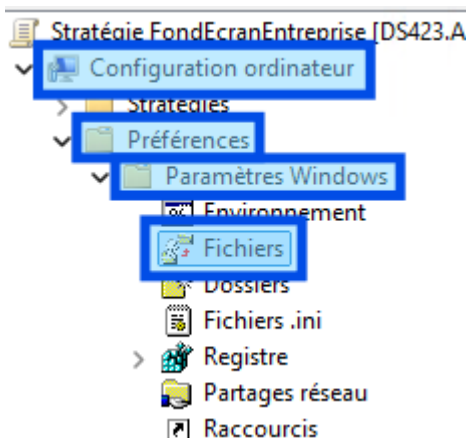 Stratégie FondEcranEntreprise [DS423.A
Configuration ordinateur
Stratégies
Préférences
Paramètres Windows
Environnement
Fichiers
Dossiers
Fichiers .ini
Registre
Partages réseau
Raccourcis